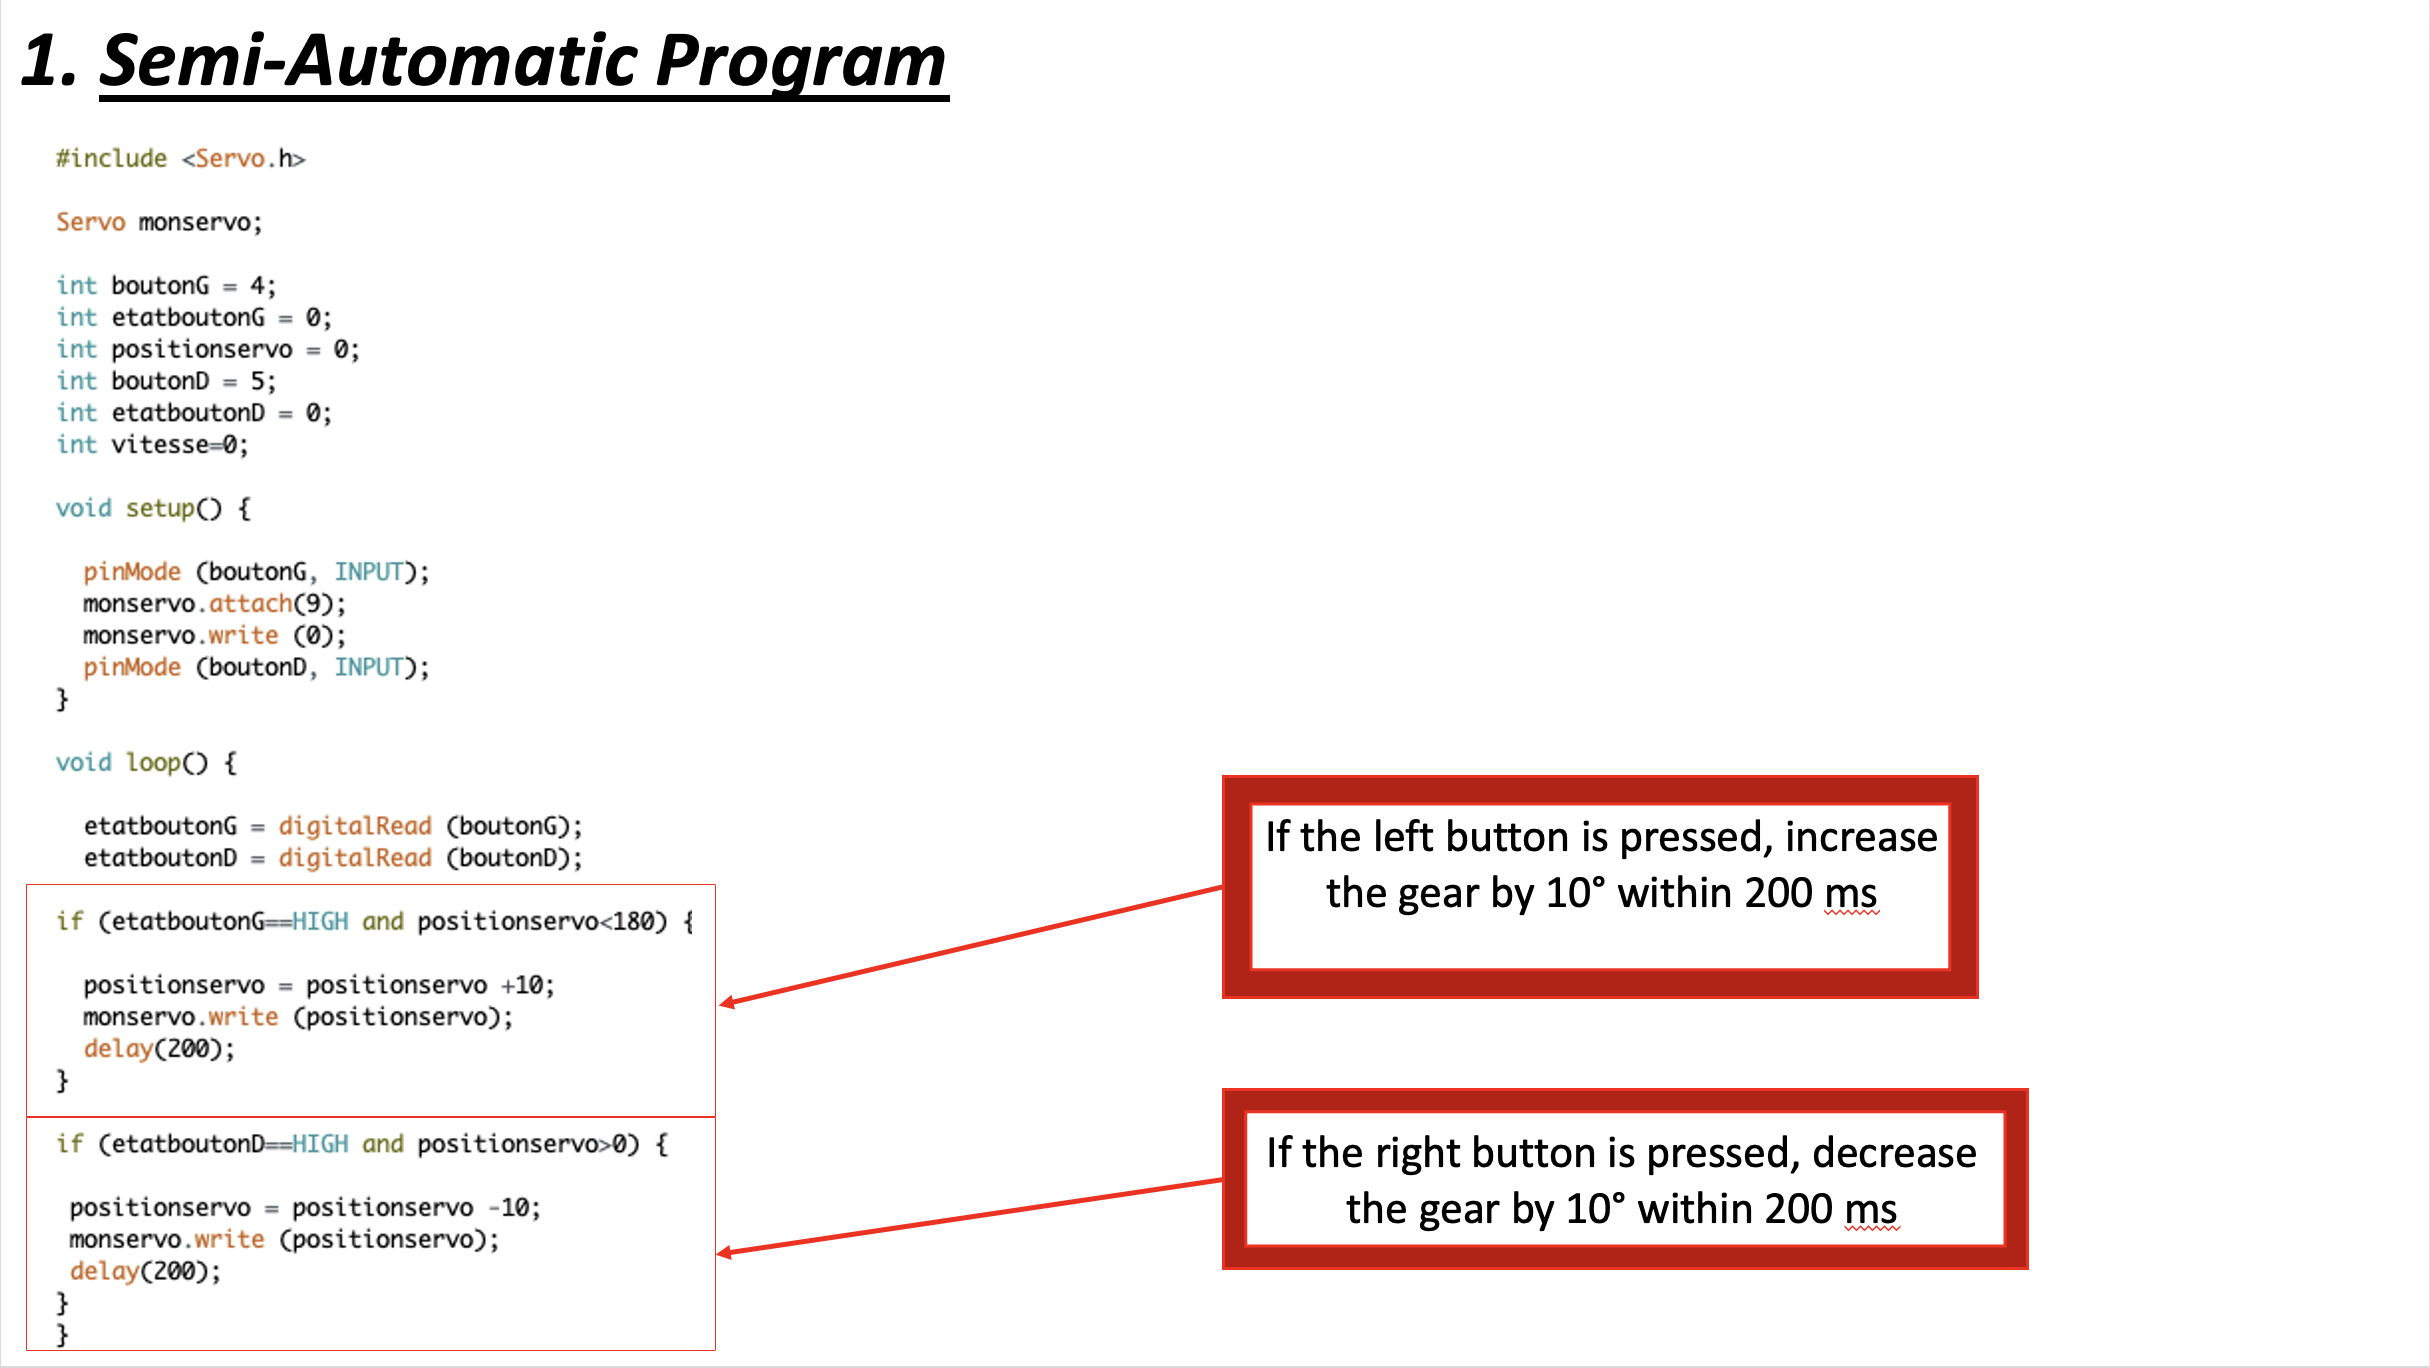 1. Semi-Automatic Program
#include <Servo.h>
Servo monservo;
int boutonG = 4;
int etatboutonG = 0;
int positionservo = 0;
int boutonD = 5;
int etatboutonD = 0;
int vitesse=0;
void setup() {
pinMode (boutonG, INPUT);
monservo.attach(9);
monservo.write (0);
pinMode (boutonD, INPUT);
}
void loop() {
etatboutonG = digitalRead (boutonG);
etatboutonD = digitalRead (boutonD);
if (etatboutonG==HIGH and positionservo<180) {
positionservo = positionservo +10;
monservo.write (positionservo);
delay(200);
}
if (etatboutonD==HIGH and positionservo>0) {
positionservo = positionservo -10;
monservo.write (positionservo);
delay(200);
}
}
If the left button is pressed, increase
the gear by 10° within 200 ms
If the right button is pressed, decrease
the gear by 10° within 200 ms